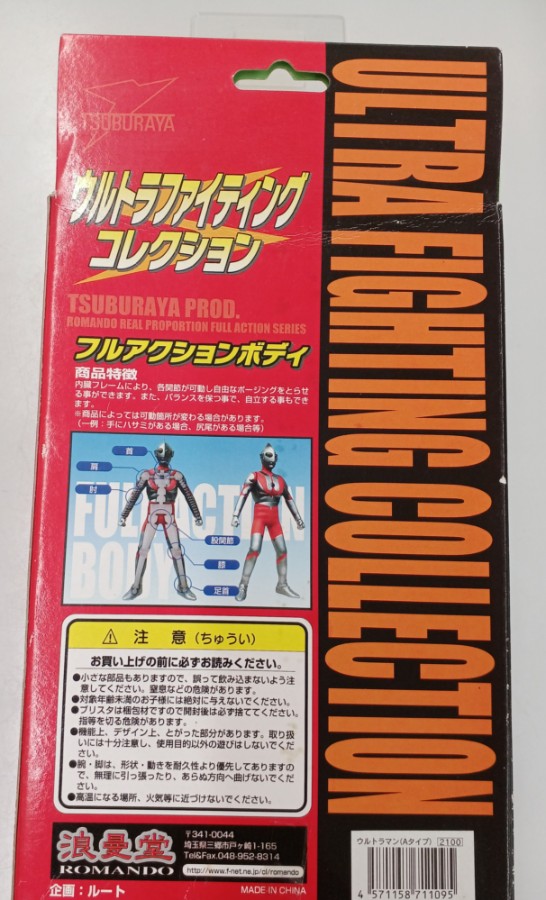 TSUBURAYA
ウルトラファイティング
コレクション
TSUBURAYA PROD.
ROMANDO REAL PROPORTION FULL ACTION SERIES
フルアクションボディ
商品特徴
内臓フレームにより、各関節が可動し自由なポージングをとらせ
る事ができます。また、バランスを保つ事で、自立する事もでき
ます。
※商品によっては可動箇所が変わる場合があります。
(一例:手にハサミがある場合、尻尾がある場合等)
首
肩
肘
股関節
膝
足首
FULL ACTION
BODY
⚠ 注 意 (ちゅうい)
お買い上げの前に必ずお読みください。
●小さな部品もありますので、誤って飲み込まないよう注
意してください。窒息などの危険があります。
●対象年齢未満のお子様には絶対に与えないでください。
●ブリスタは梱包材ですので開封後は必ず捨ててください。
指等を切る危険があります。
●機能上、デザイン上、とがった部分があります。取り扱
いには十分注意し、使用目的以外の遊びはしないでくだ
さい。
●腕・脚は、形状・動きを耐久性より優先してありますの
で、無理に引っ張ったり、あらぬ方向へ曲げないでくだ
さい。
●高温になる場所、火気等に近づけないでください。
浪曼堂
ROMANDO
〒341-0044
埼玉県三郷市戸ヶ崎1-165
Tel&Fax.048-952-8314
http://www.f-net.ne.jp/cl/romando
企画:ルート
MADE IN CHINA
ULTRA FIGHTING COLLECTION
ウルトラマン(Aタイプ) 2100
4 571158 711095